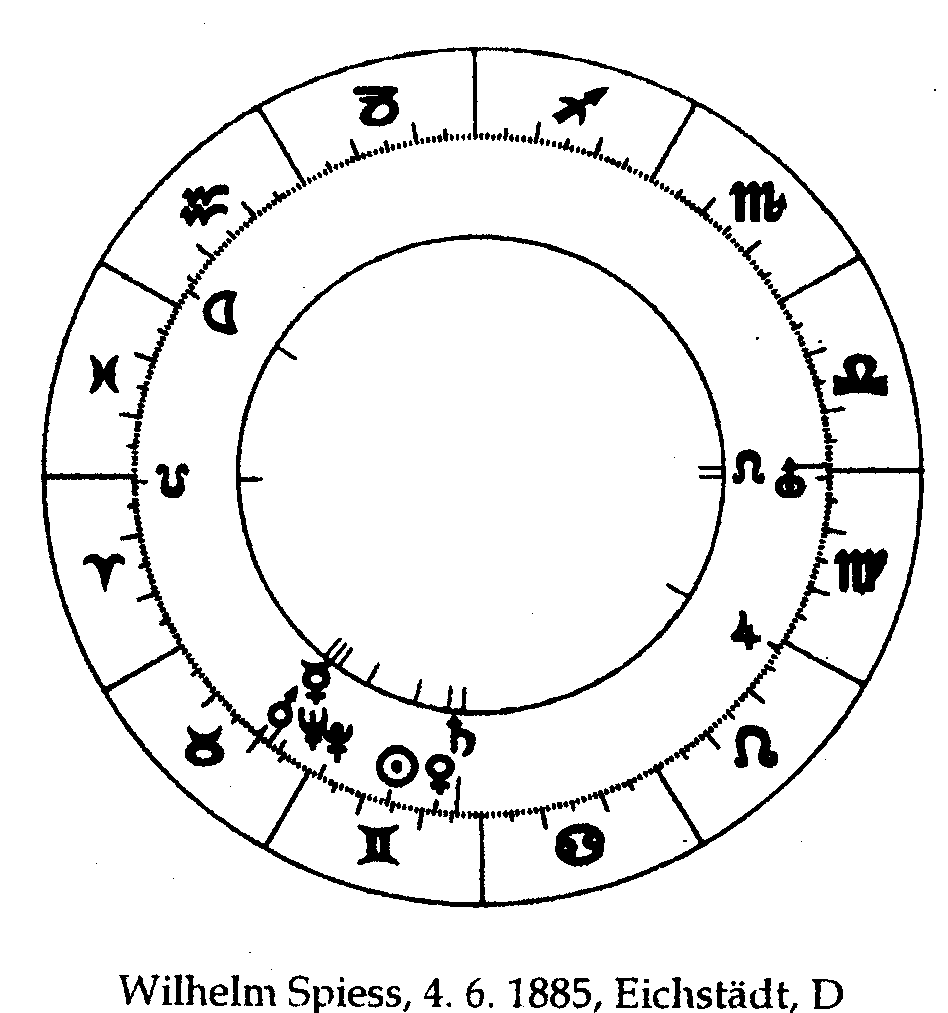 Wilhelm Spiess, 4. 6. 1885, Eichstädt, D